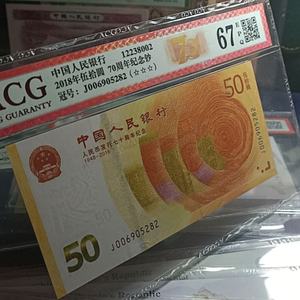 ACG
GUARANTY
中国人民银行 12238002
2018年伍拾圆 70周年纪念钞
冠号: J006905282 (☆☆☆)
67 EPQ
50
中国人民银行
人民币发行七十周年纪念
1948-2018
50
J006905282
J006905282